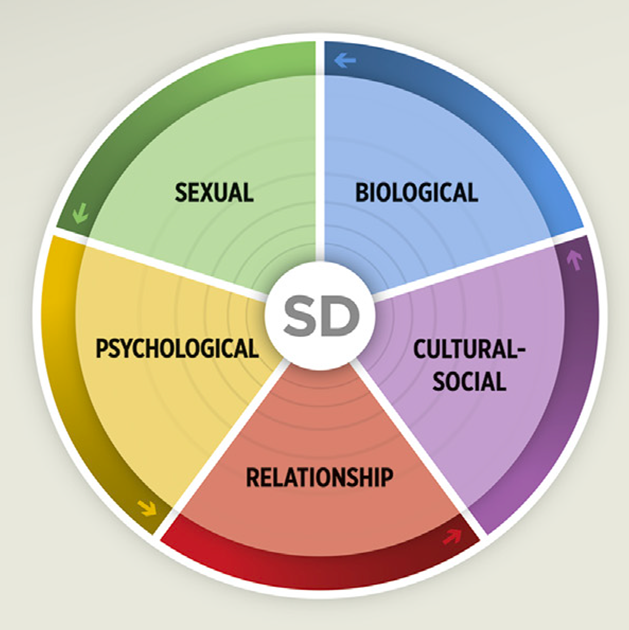 SEXUAL
BIOLOGICAL
SD
PSYCHOLOGICAL
CULTURAL-
SOCIAL
RELATIONSHIP